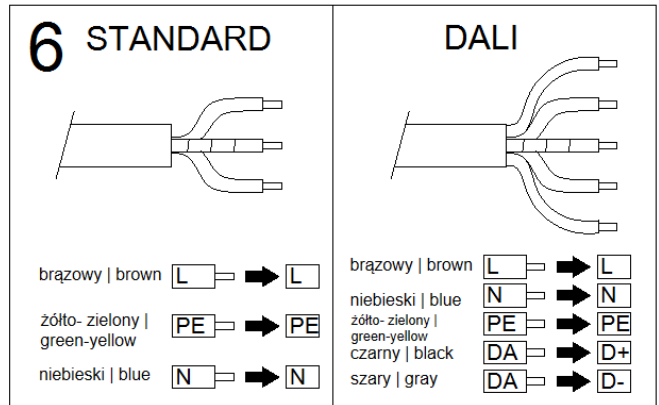 6 STANDARD
brązowy | brown L L
żółto- zielony |
green-yellow PE PE
niebieski | blue N N
DALI
brązowy | brown L L
niebieski | blue N N
żółto- zielony |
green-yellow PE PE
czarny | black DA D+
szary | gray DA D-